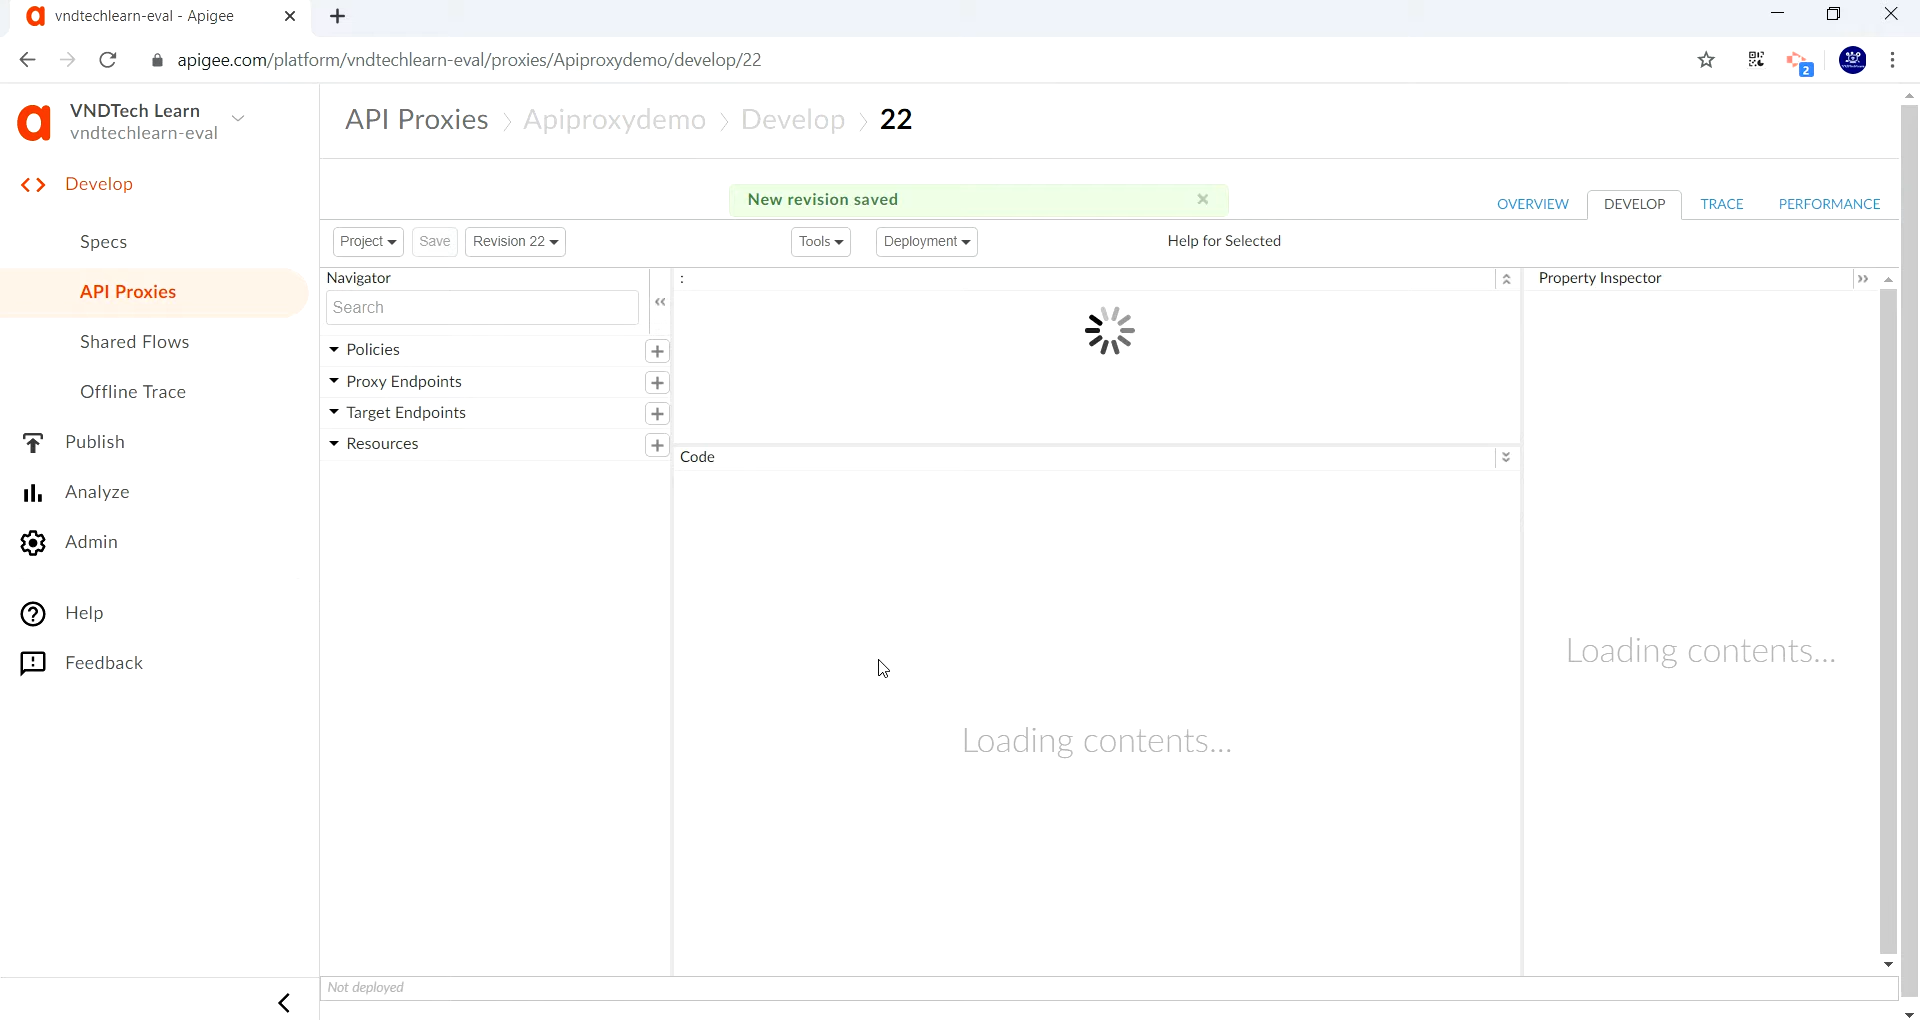 vndtechlearn-eval - Apigee
apigee.com/platform/vndtechlearn-eval/proxies/Apiproxydemo/develop/22
2
VNDTech Learn
vndtechlearn-eval
API Proxies > Apiproxydemo > Develop > 22
Develop
New revision saved
OVERVIEW DEVELOP TRACE PERFORMANCE
Project Save Revision 22 Tools Deployment Help for Selected
Specs
API Proxies
Shared Flows
Offline Trace
Publish
Analyze
Admin
Help
Feedback
Navigator
Search
Policies
Proxy Endpoints
Target Endpoints
Resources
:
Code
Loading contents...
Property Inspector
Loading contents...
Not deployed